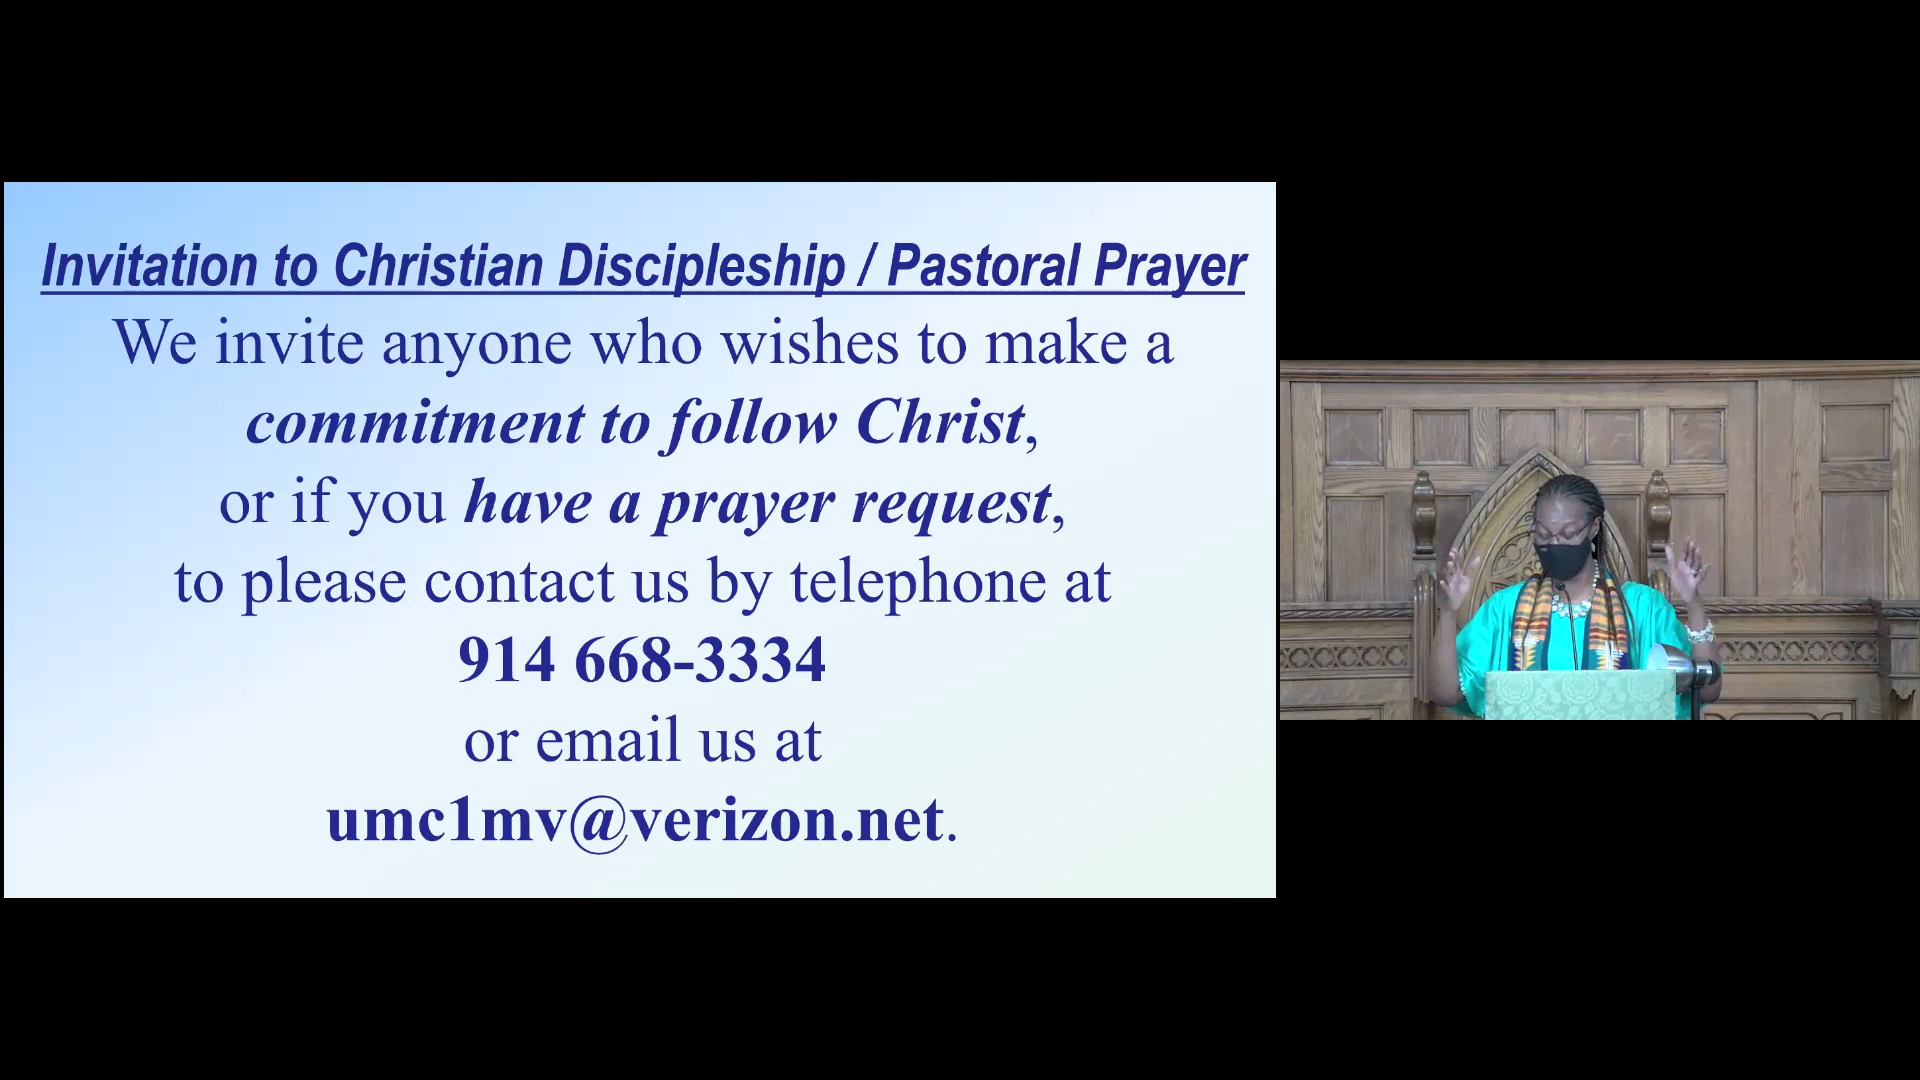 Invitation to Christian Discipleship / Pastoral Prayer
We invite anyone who wishes to make a
commitment to follow Christ,
or if you have a prayer request,
to please contact us by telephone at
914 668-3334
or email us at
umc1mv@verizon.net.